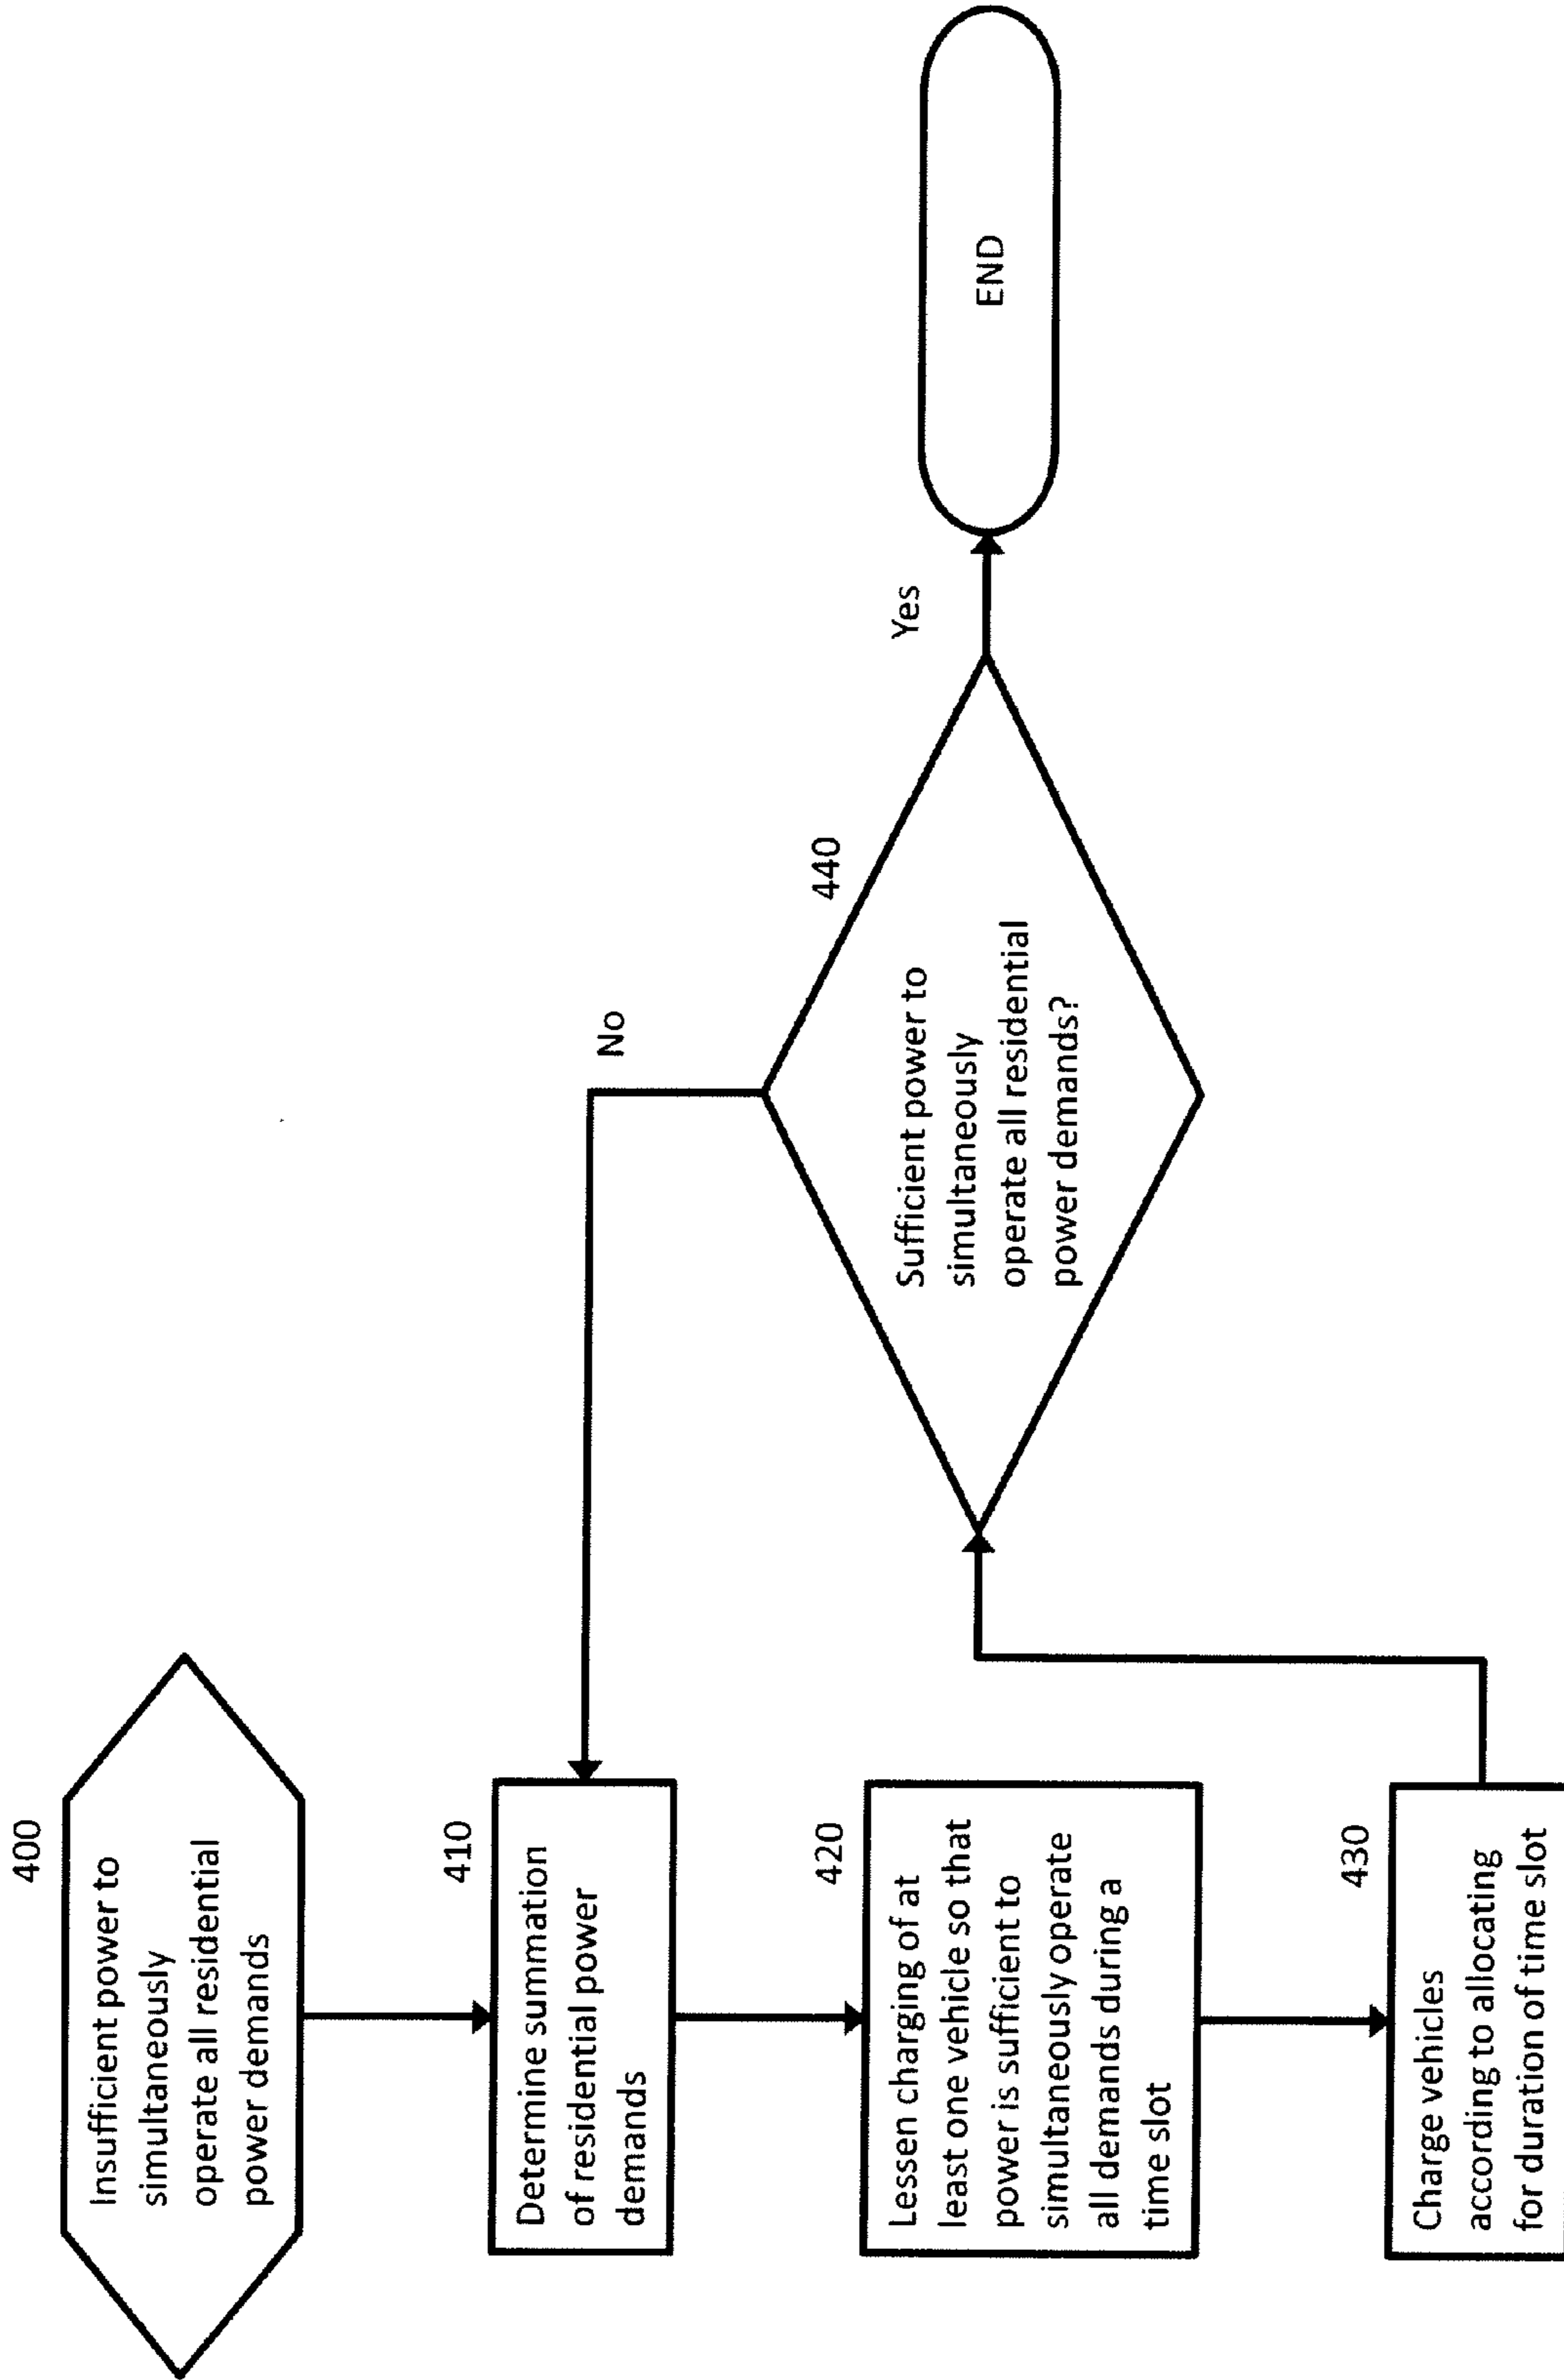 400
Insufficient power to
simultaneously
operate all residential
power demands
410
Determine summation
of residential power
demands
420
Lessen charging of at
least one vehicle so that
power is sufficient to
simultaneously operate
all demands during a
time slot
430
Charge vehicles
according to allocating
for duration of time slot
440
Sufficient power to
simultaneously
operate all residential
power demands?
No
Yes
END